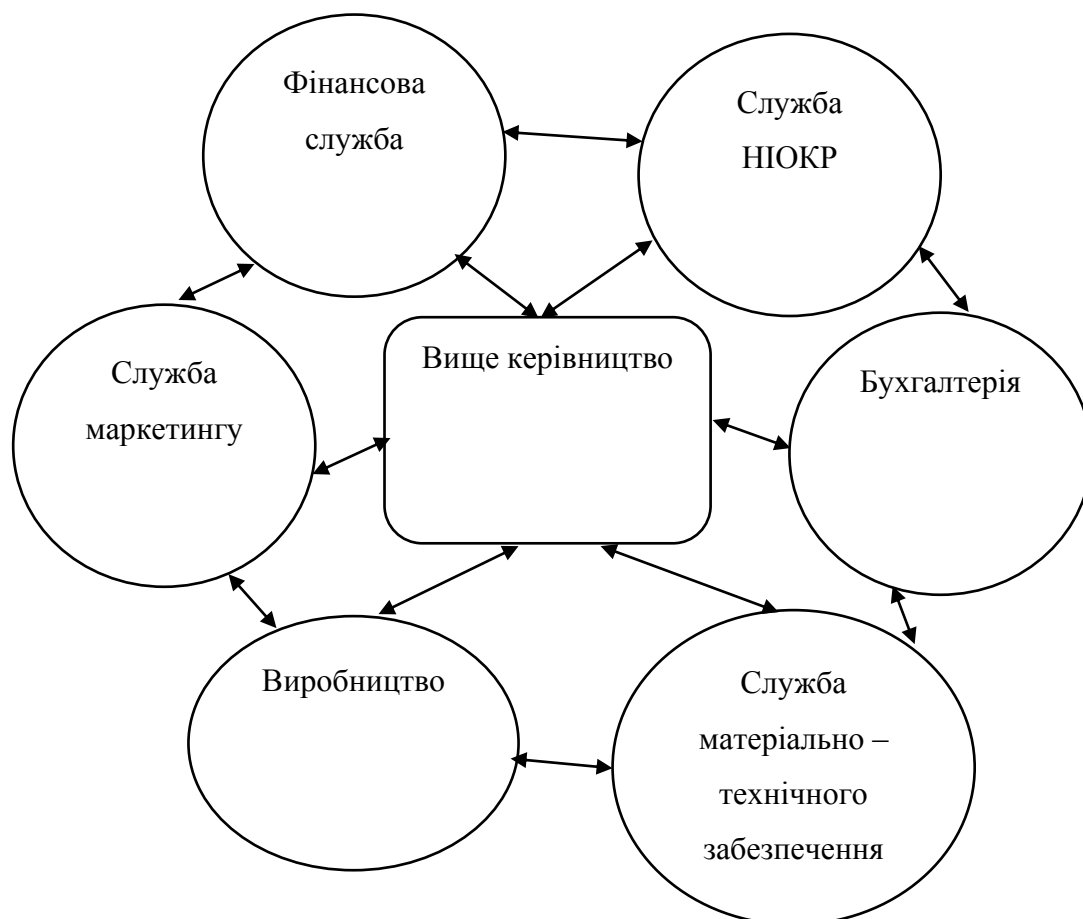 Фінансова
служба
Служба
НІОКР
Вище керівництво
Служба
маркетингу
Бухгалтерія
Виробництво
Служба
матеріально –
технічного
забезпечення